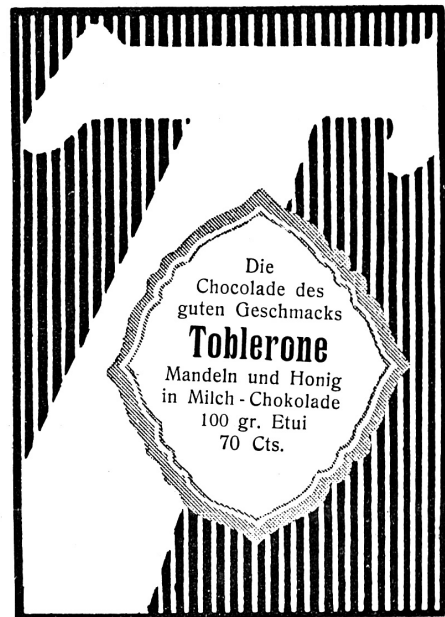 T
Die
Chocolade des
guten Geschmacks
Toblerone
Mandeln und Honig
in Milch - Chokolade
100 gr. Etui
70 Cts.